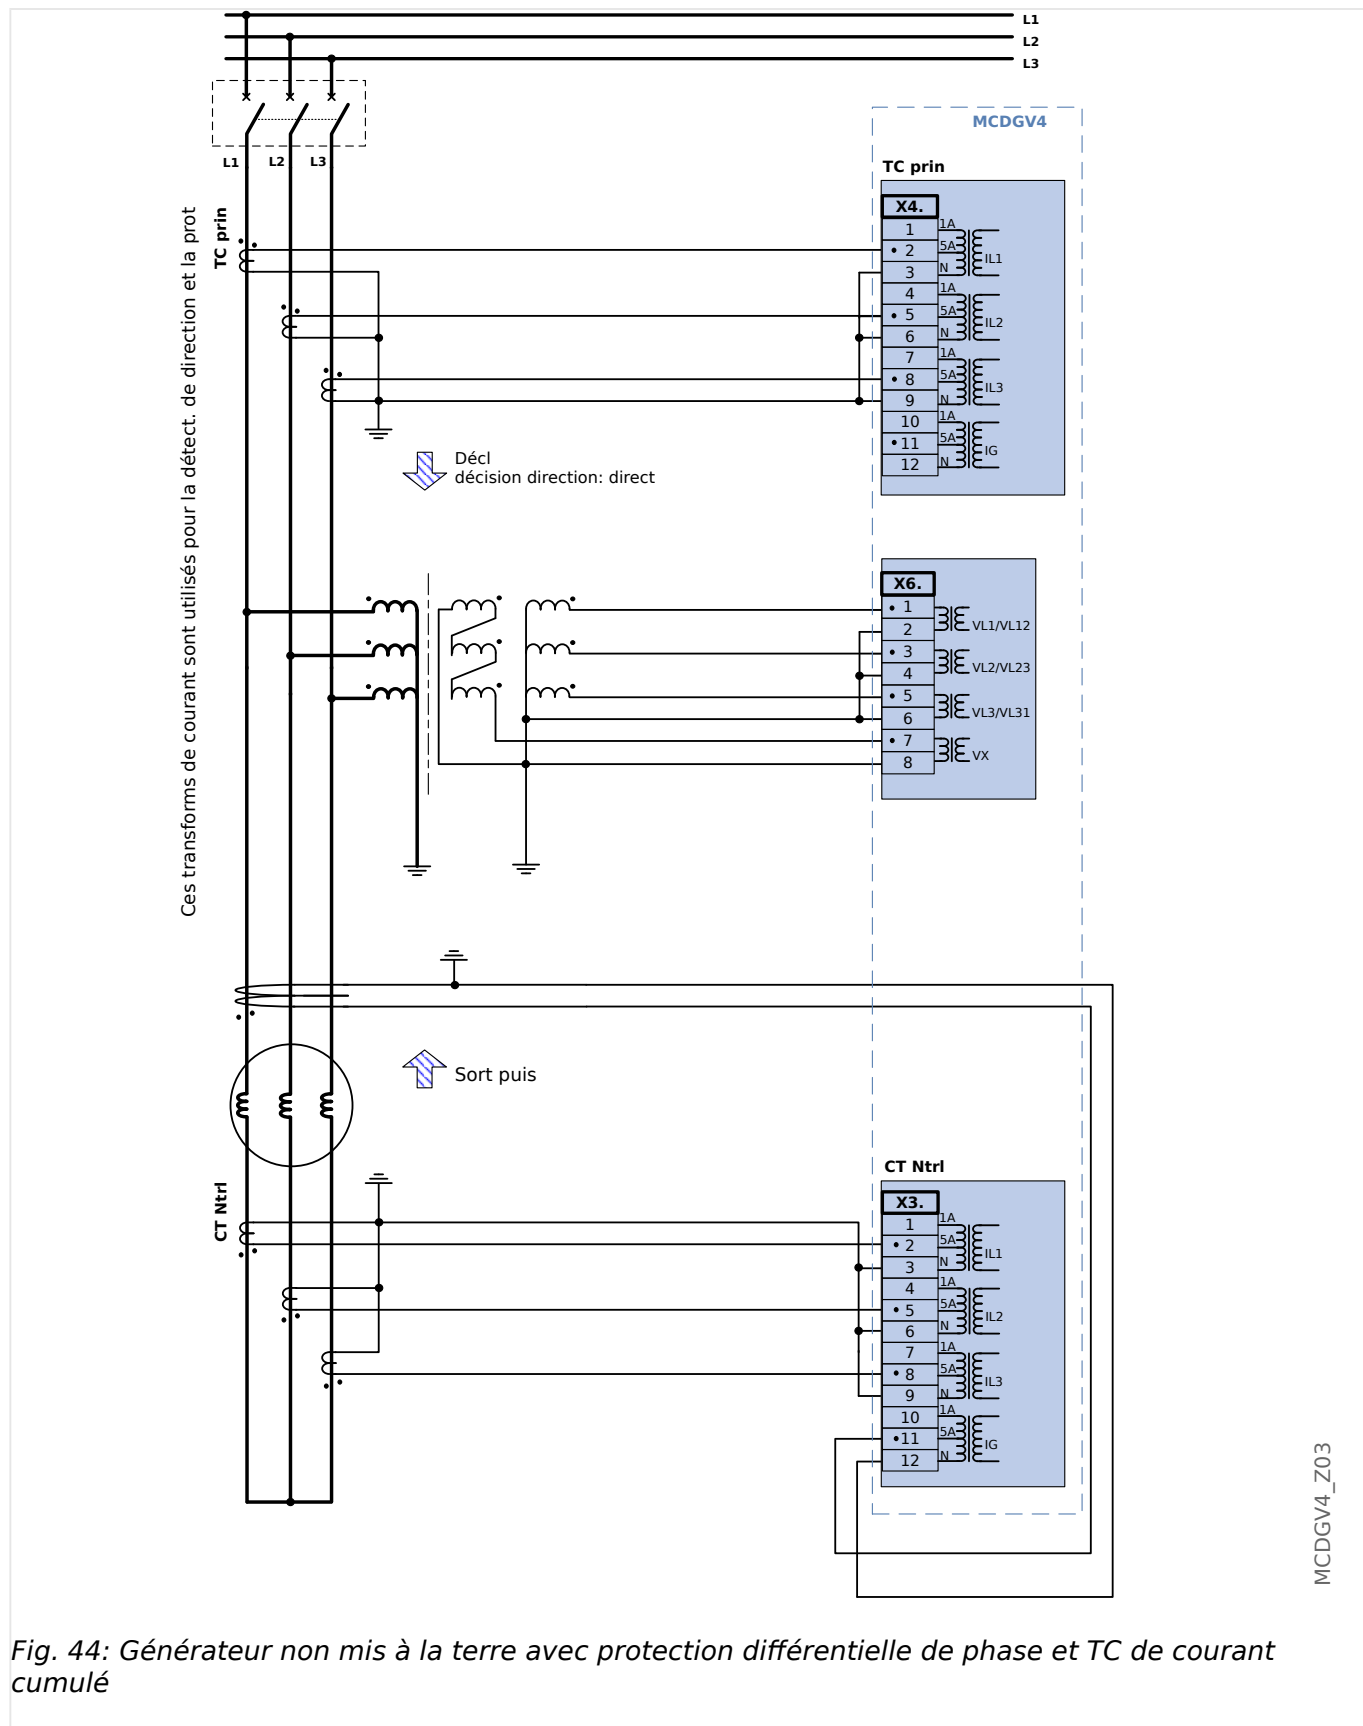 L1
L2
L3
L1
L2
L3
MCDGV4
TC prin
TC prin
Ces transforms de courant sont utilisés pour la détect. de direction et la prot
X4.
1
2
3
4
5
6
7
8
9
10
11
12
1A
5A
N
IL1
1A
5A
N
IL2
1A
5A
N
IL3
1A
5A
N
IG
Décl
décision direction: direct
X6.
1
2
3
4
5
6
7
8
VL1/VL12
VL2/VL23
VL3/VL31
VX
Sort puis
CT Ntrl
CT Ntrl
X3.
1
2
3
4
5
6
7
8
9
10
11
12
1A
5A
N
IL1
1A
5A
N
IL2
1A
5A
N
IL3
1A
5A
N
IG
MCDGV4_Z03
Fig. 44: Générateur non mis à la terre avec protection différentielle de phase et TC de courant
cumulé